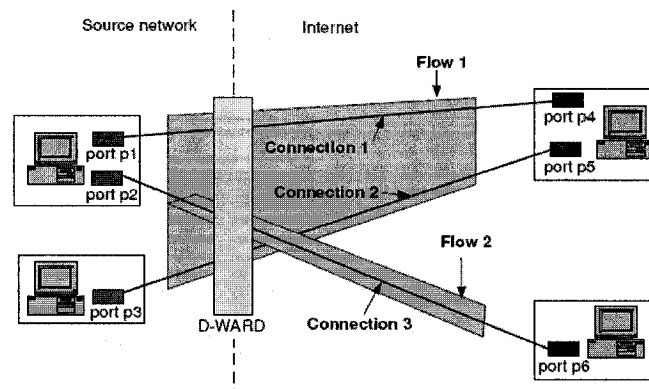 Source network
Internet
Flow 1
port p1
port p2
Connection 1
port p4
port p5
Connection 2
Flow 2
port p3
D-WARD
Connection 3
port p6